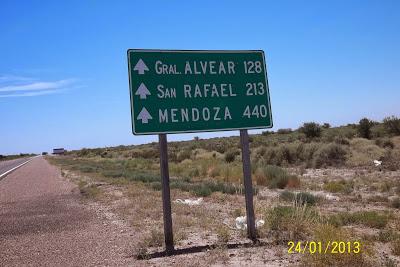 GRAL. ALVEAR 128
SAN RAFAEL 213
MENDOZA 440
24/01/2013